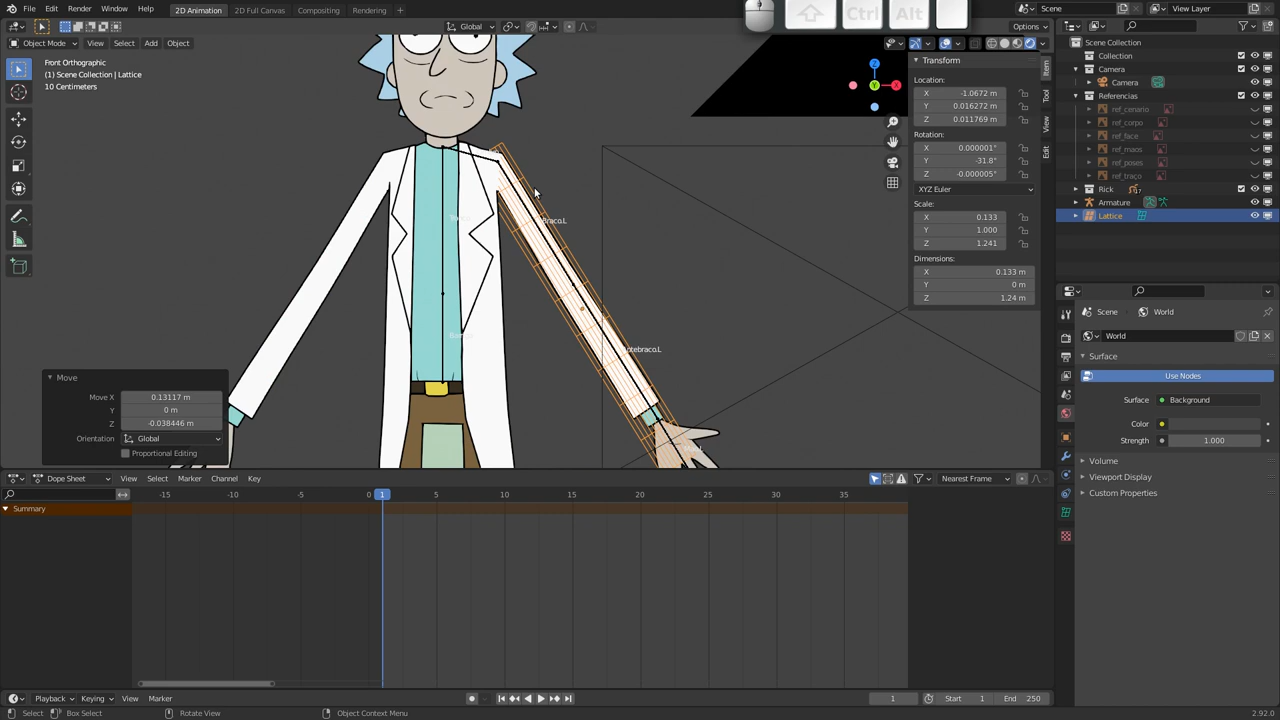 File Edit Render Window Help 2D Animation 2D Full Canvas Compositing Rendering + Scene View Layer
Global Options
Ctrl Alt
Object Mode View Select Add Object
Front Orthographic
(1) Scene Collection | Lattice
10 Centimeters
Z
Y
X
Transform
Location:
X -1.0672 m
Y 0.016272 m
Z 0.011769 m
Rotation:
X 0.000001°
Y -31.8°
Z -0.000005°
XYZ Euler
Scale:
X 0.133
Y 1.000
Z 1.241
Dimensions:
X 0.133 m
Y 0 m
Z 1.24 m
Item
Tool
View
Edit
Scene Collection
Collection
Camera
Camera
Referencias
ref_cenario
ref_corpo
ref_face
ref_maos
ref_poses
ref_traço
Rick
Armature
Lattice
Scene World
World
Surface
Use Nodes
Surface Background
Color
Strength 1.000
Volume
Viewport Display
Custom Properties
Move
Move X 0.13117 m
Y 0 m
Z -0.038446 m
Orientation Global
Proportional Editing
Dope Sheet View Select Marker Channel Key Nearest Frame
-15 -10 -5 0 1 5 10 15 20 25 30 35
Summary
Playback Keying View Marker 1 Start 1 End 250
Select Box Select Rotate View Object Context Menu 2.92.0